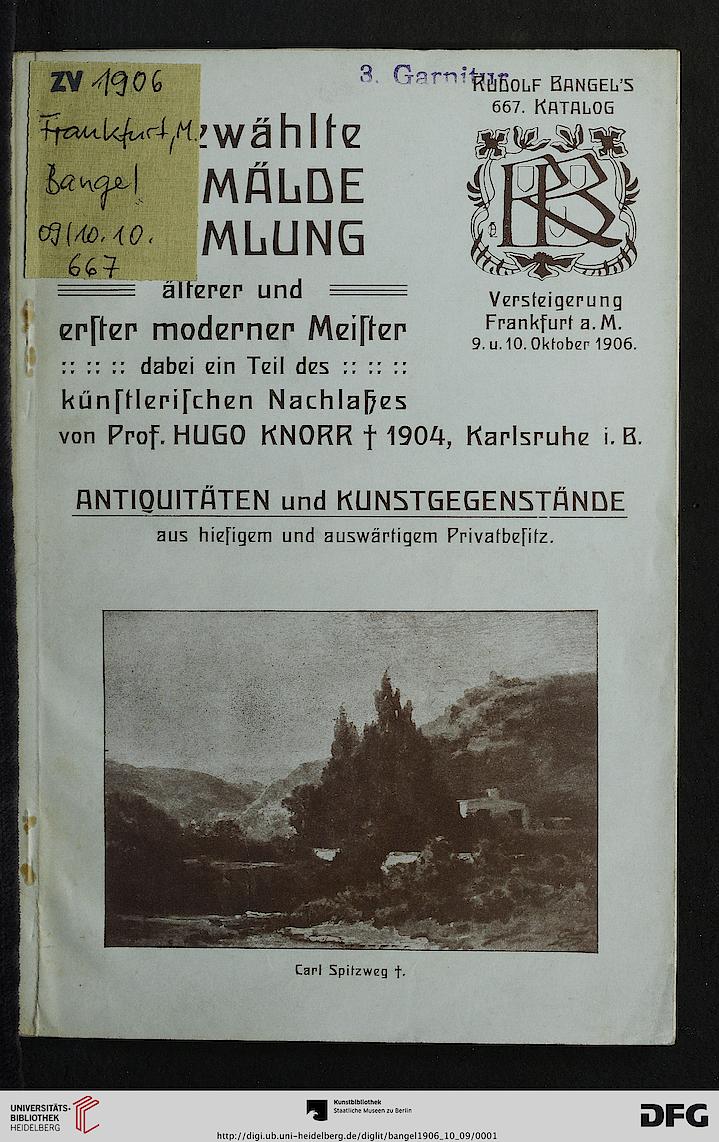 3. Garnitur
ZV 1906
Frankfurt, M.
Bangel
09/10.10.
667
RUDOLF BANGEL'S
667. KATALOG
ewählte
MÄLDE
MLUNG
älterer und
erſter moderner Meiſter
:: :: :: dabei ein Teil des :: :: ::
künſtleriſchen Nachlaßes
von Prof. HUGO KNORR † 1904, Karlsruhe i. B.
RB
Versteigerung
Frankfurt a. M.
9. u. 10. Oktober 1906.
ANTIQUITÄTEN und KUNSTGEGENSTÄNDE
aus hieſigem und auswärtigem Privatbeſitz.
Carl Spitzweg †.
UNIVERSITÄTS-
BIBLIOTHEK
HEIDELBERG
Kunstbibliothek
Staatliche Museen zu Berlin
DFG
http://digi.ub.uni-heidelberg.de/diglit/bangel1906_10_09/0001